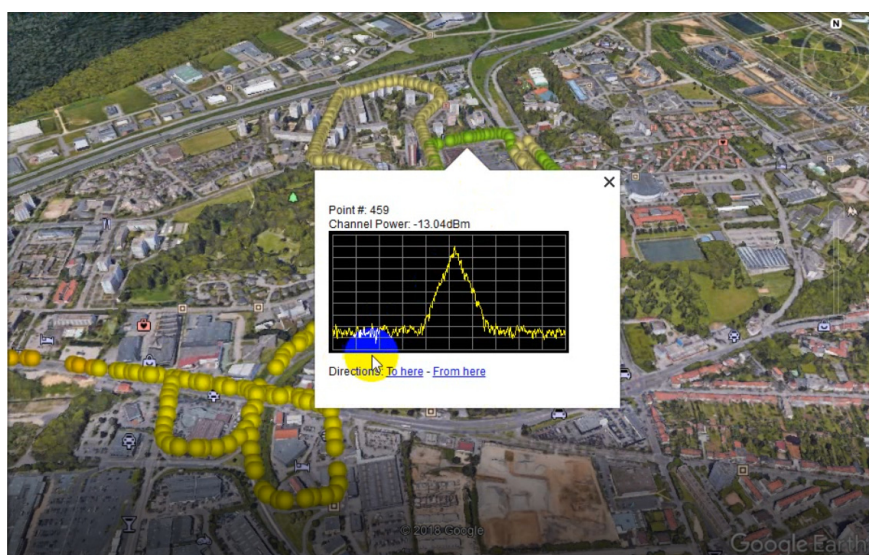 N
Point #: 459
Channel Power: -13.04dBm
Directions: To here - From here
© 2018 Google
Google Earth